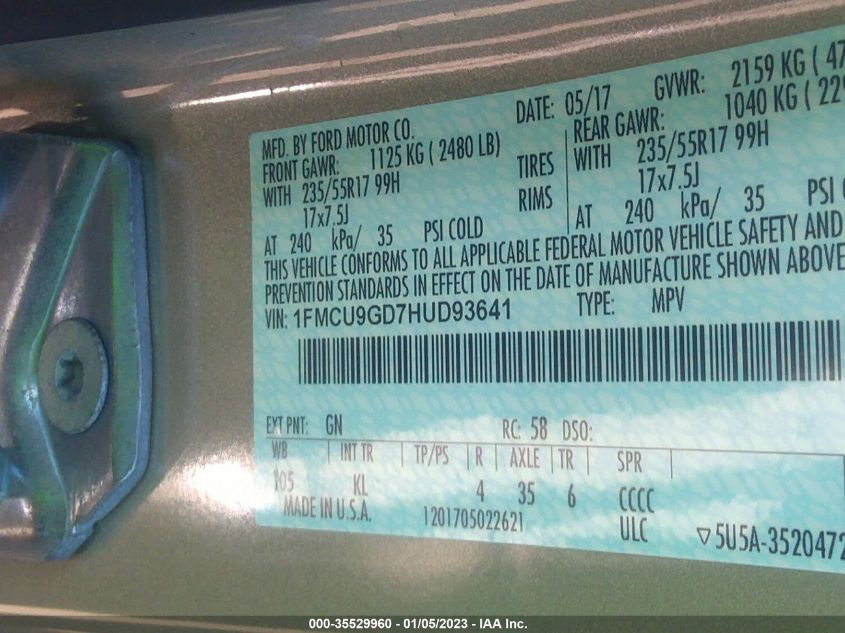 MFD. BY FORD MOTOR CO.
DATE: 05/17
GVWR: 2159 KG ( 47
FRONT GAWR: 1125 KG ( 2480 LB)
REAR GAWR: 1040 KG ( 229
WITH 235/55R17 99H
TIRES
WITH 235/55R17 99H
17x7.5J
RIMS
17x7.5J
AT 240 kPa/ 35 PSI COLD
AT 240 kPa/ 35 PSI
THIS VEHICLE CONFORMS TO ALL APPLICABLE FEDERAL MOTOR VEHICLE SAFETY AND
PREVENTION STANDARDS IN EFFECT ON THE DATE OF MANUFACTURE SHOWN ABOVE
VIN: 1FMCU9GD7HUD93641 TYPE: MPV
EXT PNT: GN RC: 58 DSO:
WB INT TR TP/PS R AXLE TR SPR
105 KL 4 35 6 CCCC
MADE IN U.S.A. 1201705022621 ULC ▽5U5A-3520472
000-35529960 - 01/05/2023 - IAA Inc.